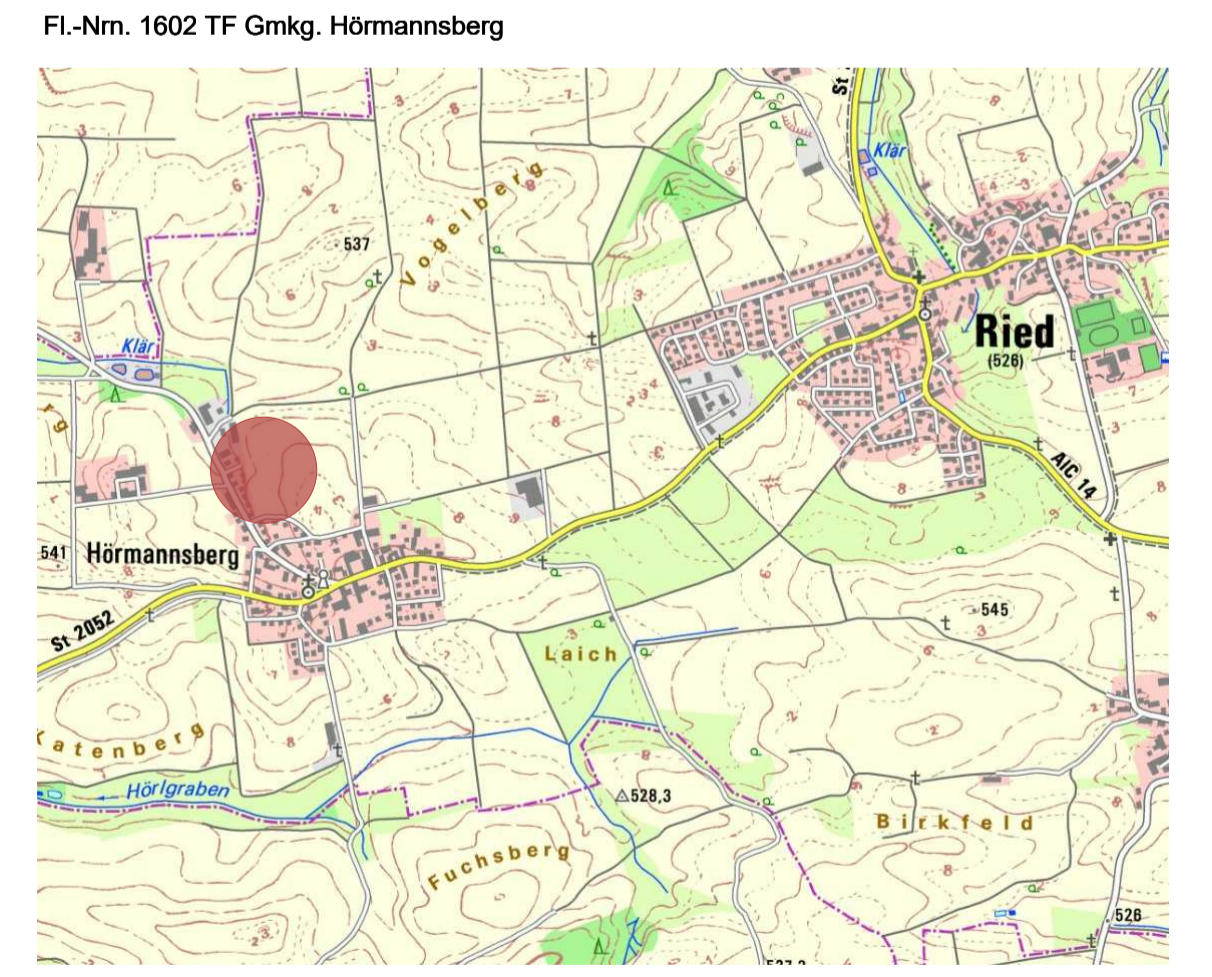 Fl.-Nrn. 1602 TF Gmkg. Hörmannsberg
St
Klär
Vogelberg
537
Klär
Ried
(526)
rg
AIC 14
541
Hörmannsberg
St 2052
545
Laich
Katenberg
Hörlgraben
528,3
Birkfeld
Fuchsberg
526